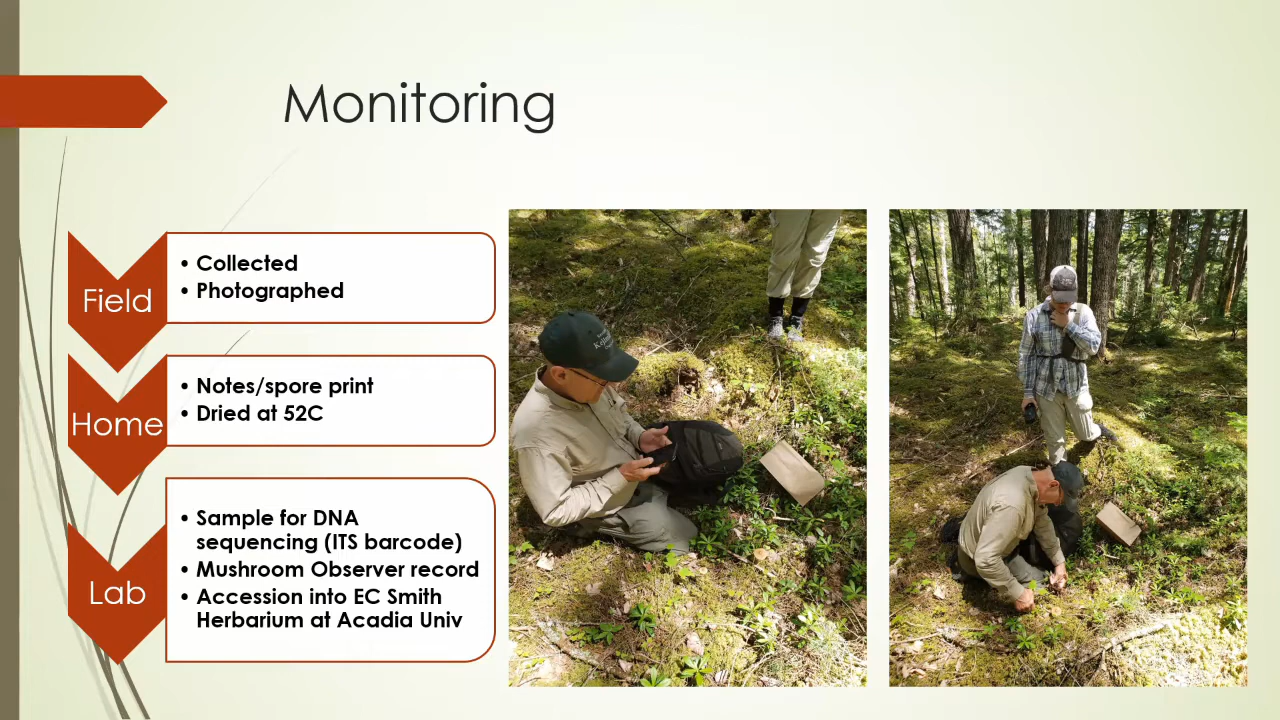 Monitoring
Field
• Collected
• Photographed
Home
• Notes/spore print
• Dried at 52C
Lab
• Sample for DNA
sequencing (ITS barcode)
• Mushroom Observer record
• Accession into EC Smith
Herbarium at Acadia Univ